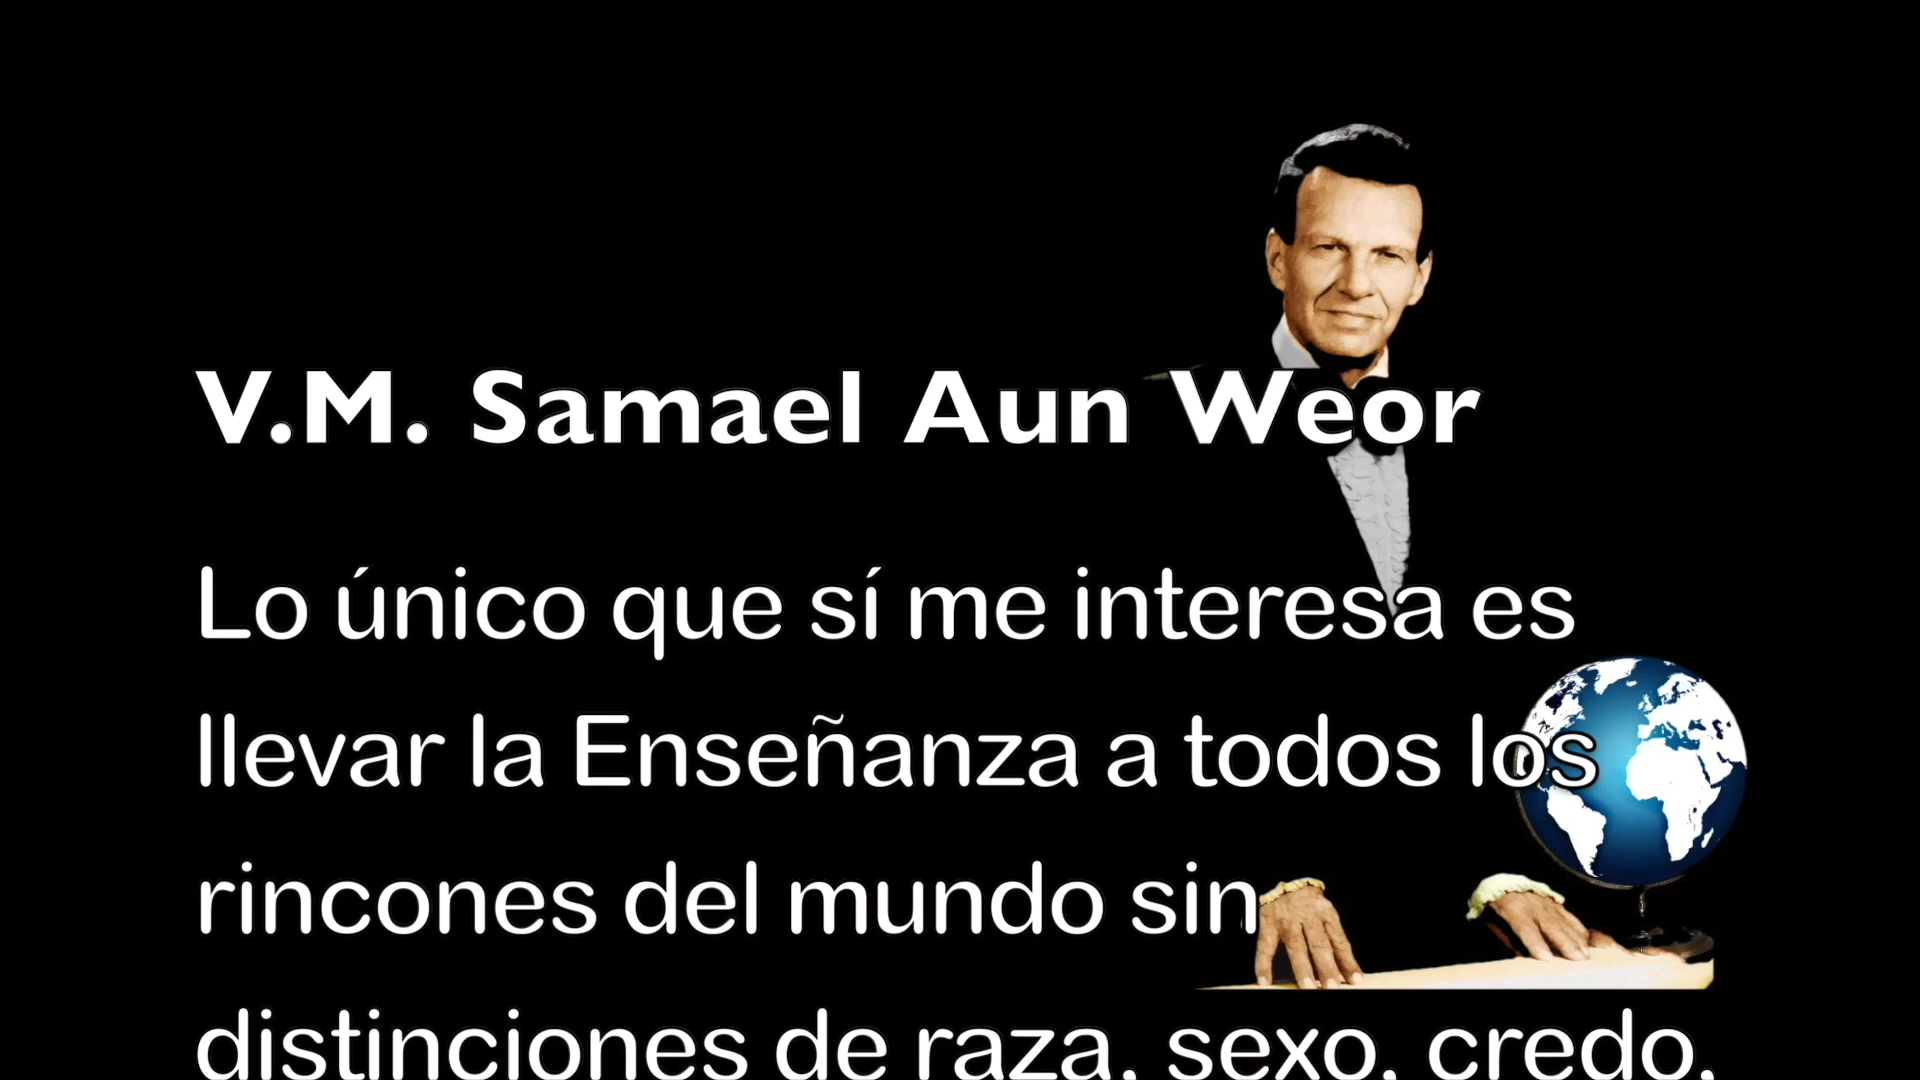 V.M. Samael Aun Weor
Lo único que sí me interesa es
llevar la Enseñanza a todos los
rincones del mundo sin
distinciones de raza, sexo, credo,